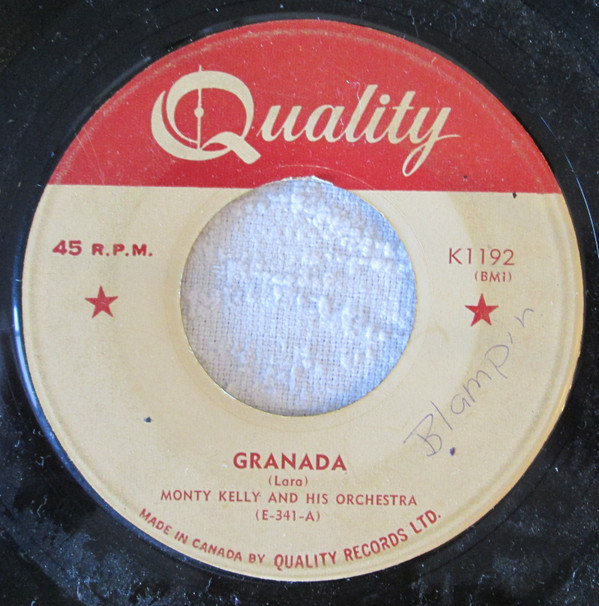 Quality
45 R.P.M.
K1192
(BMI)
Blampin
GRANADA
(Lara)
MONTY KELLY AND HIS ORCHESTRA
(E-341-A)
MADE IN CANADA BY QUALITY RECORDS LTD.